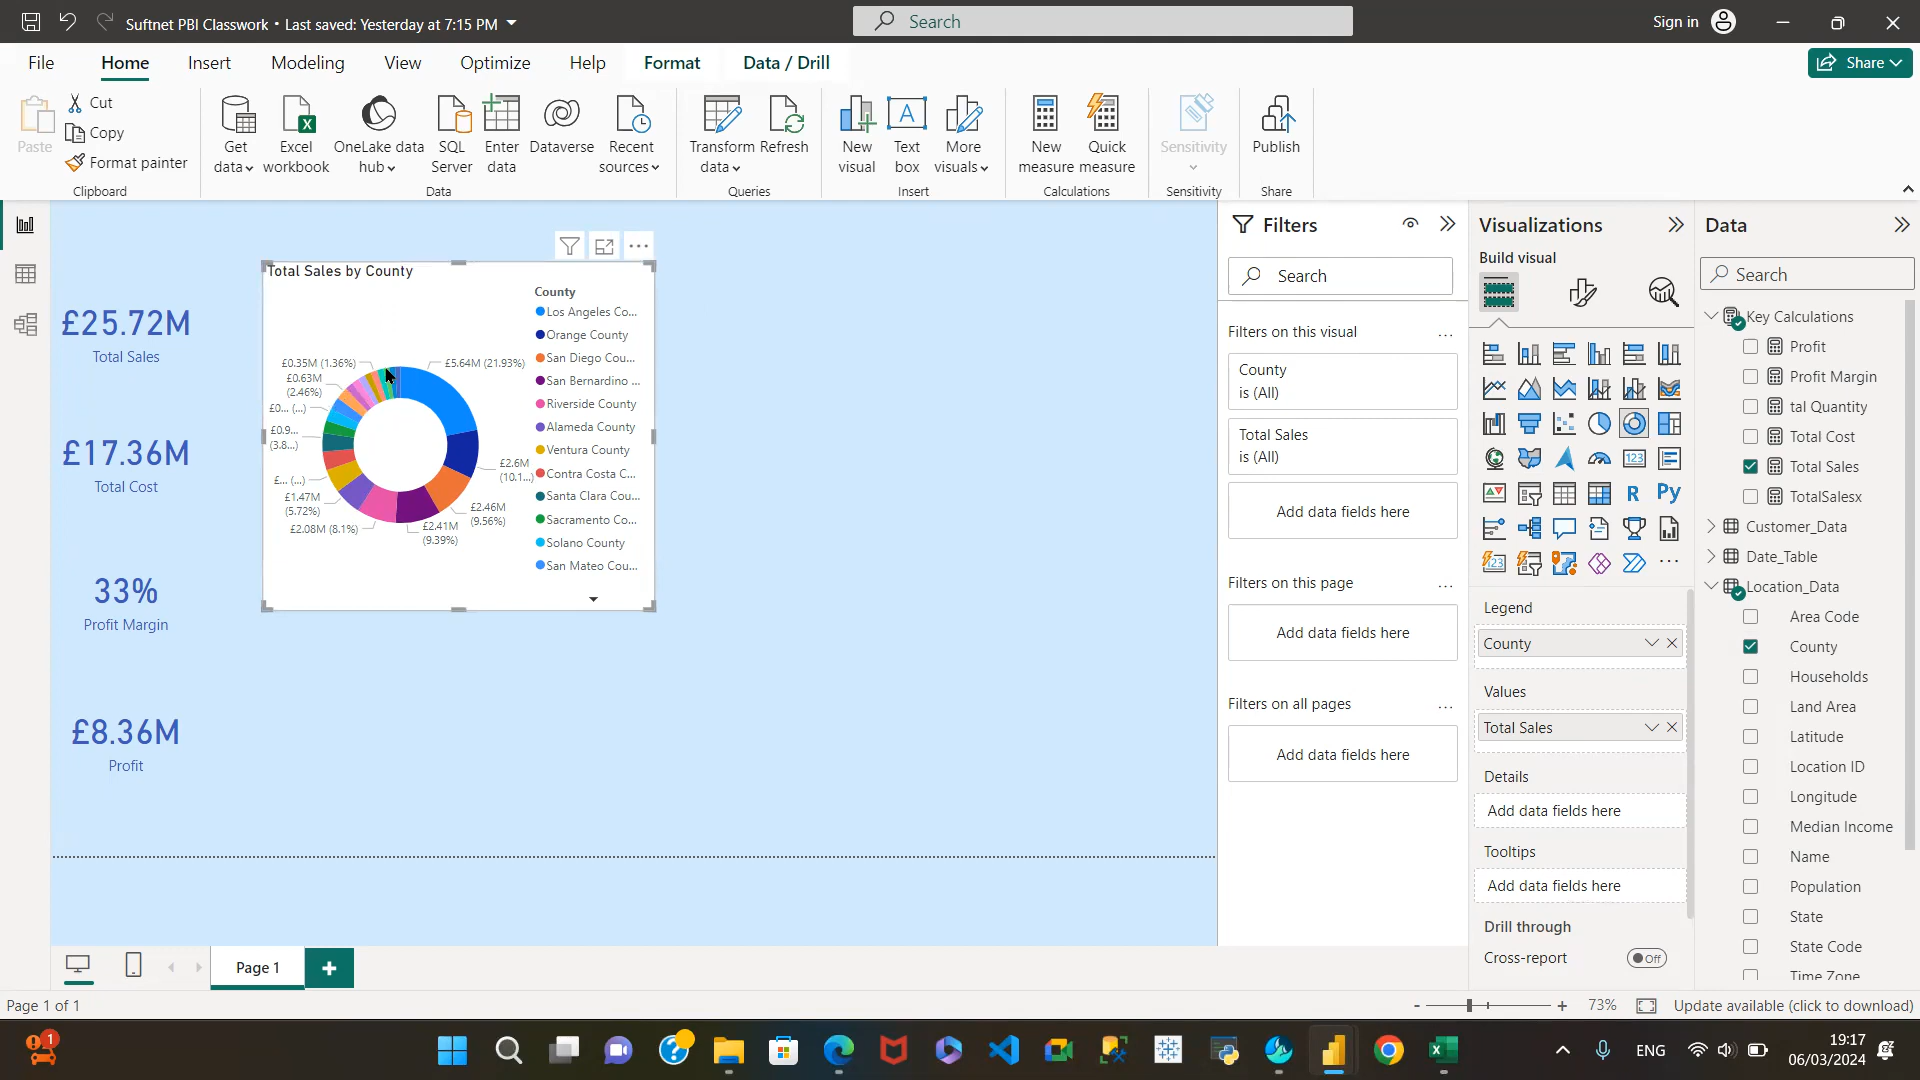 Suftnet PBI Classwork • Last saved: Yesterday at 7:15 PM
Search
Sign in
File
Home
Insert
Modeling
View
Optimize
Help
Format
Data / Drill
Share
Paste
Cut
Copy
Format painter
Clipboard
Get
data
Excel
workbook
OneLake data
hub
SQL
Server
Enter
data
Dataverse
Recent
sources
Data
Transform
data
Refresh
Queries
New
visual
Text
box
More
visuals
Insert
New
measure
Quick
measure
Calculations
Sensitivity
Sensitivity
Publish
Share
£25.72M
Total Sales
£17.36M
Total Cost
33%
Profit Margin
£8.36M
Profit
Total Sales by County
£0.35M (1.36%)
£5.64M (21.93%)
£0.63M
(2.46%)
£0... (...)
£0.9...
(3.8...
£... (...)
£1.47M
(5.72%)
£2.08M (8.1%)
£2.41M
(9.39%)
£2.46M
(9.56%)
£2.6M
(10.1...
County
Los Angeles Co...
Orange County
San Diego Cou...
San Bernardino ...
Riverside County
Alameda County
Ventura County
Contra Costa C...
Santa Clara Cou...
Sacramento Co...
Solano County
San Mateo Cou...
Filters
Search
Filters on this visual
...
County
is (All)
Total Sales
is (All)
Add data fields here
Filters on this page
...
Add data fields here
Filters on all pages
...
Add data fields here
Visualizations
Build visual
123
R
Py
123
...
Legend
County
Values
Total Sales
Details
Add data fields here
Tooltips
Add data fields here
Drill through
Cross-report
Off
Data
Search
Key Calculations
Profit
Profit Margin
tal Quantity
Total Cost
Total Sales
TotalSalesx
Customer_Data
Date_Table
Location_Data
Area Code
County
Households
Land Area
Latitude
Location ID
Longitude
Median Income
Name
Population
State
State Code
Time Zone
Page 1
Page 1 of 1
73%
Update available (click to download)
1
ENG
19:17
06/03/2024